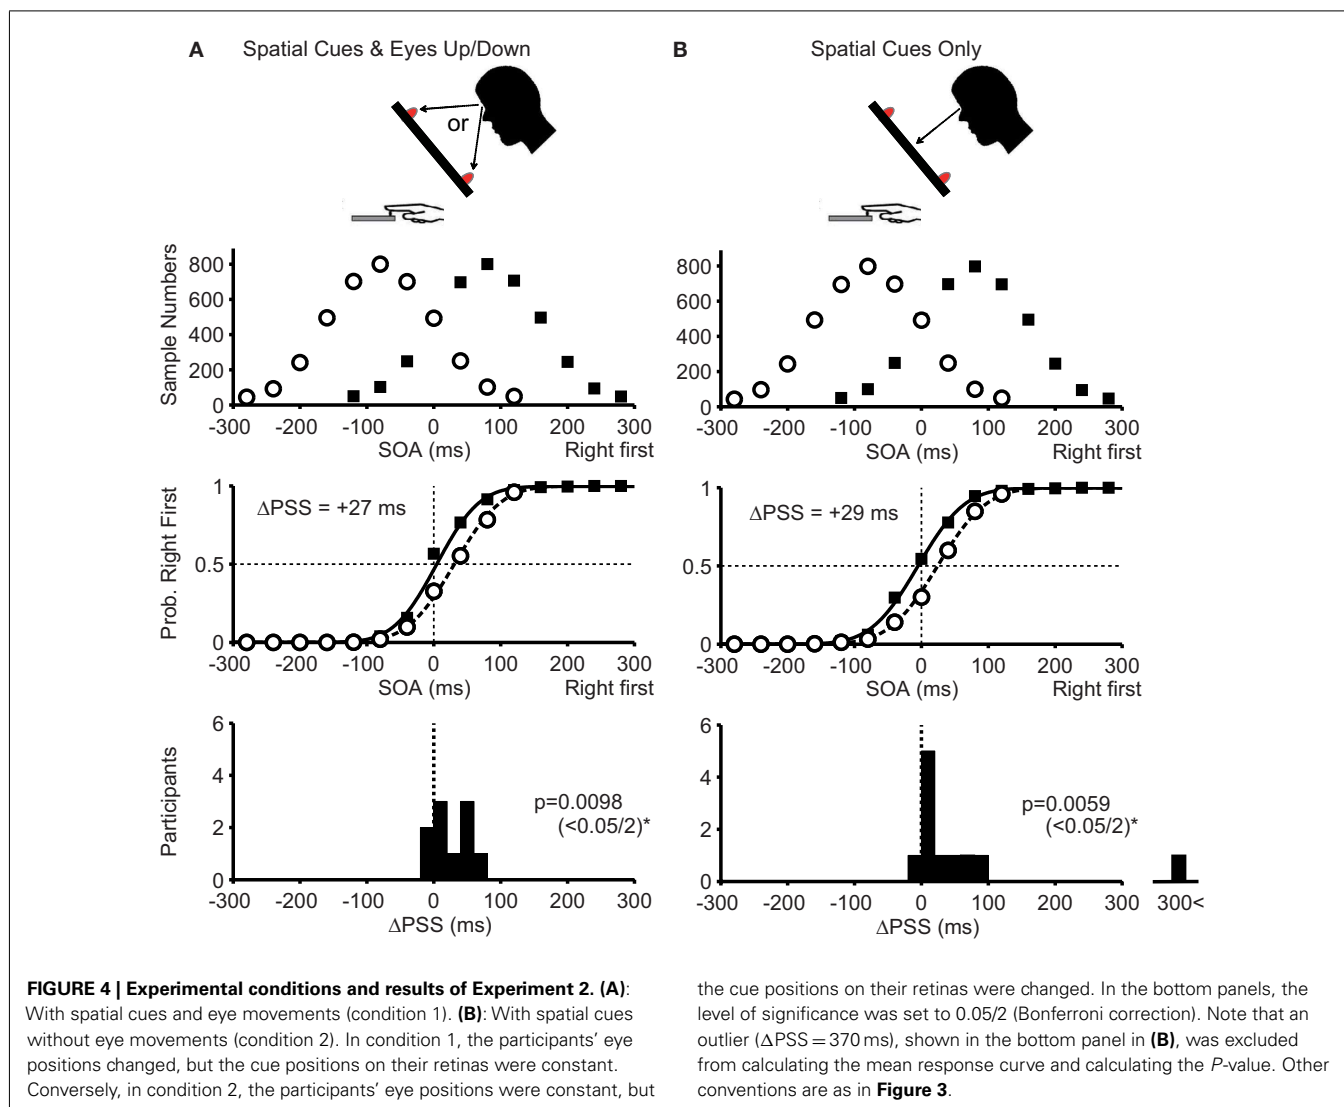 A Spatial Cues & Eyes Up/Down
or
Sample Numbers
800
600
400
200
0
-300 -200 -100 0 100 200 300
SOA (ms) Right first
Prob. Right First
1
0.5
0
ΔPSS = +27 ms
-300 -200 -100 0 100 200 300
SOA (ms) Right first
Participants
6
4
2
0
p=0.0098
(<0.05/2)*
-300 -200 -100 0 100 200 300
ΔPSS (ms)
B Spatial Cues Only
800
600
400
200
0
-300 -200 -100 0 100 200 300
SOA (ms) Right first
1
0.5
0
ΔPSS = +29 ms
-300 -200 -100 0 100 200 300
SOA (ms) Right first
6
4
2
0
p=0.0059
(<0.05/2)*
-300 -200 -100 0 100 200 300 300<
ΔPSS (ms)
FIGURE 4 | Experimental conditions and results of Experiment 2. (A):
With spatial cues and eye movements (condition 1). (B): With spatial cues
without eye movements (condition 2). In condition 1, the participants' eye
positions changed, but the cue positions on their retinas were constant.
Conversely, in condition 2, the participants' eye positions were constant, but
the cue positions on their retinas were changed. In the bottom panels, the
level of significance was set to 0.05/2 (Bonferroni correction). Note that an
outlier (ΔPSS = 370 ms), shown in the bottom panel in (B), was excluded
from calculating the mean response curve and calculating the P-value. Other
conventions are as in Figure 3.